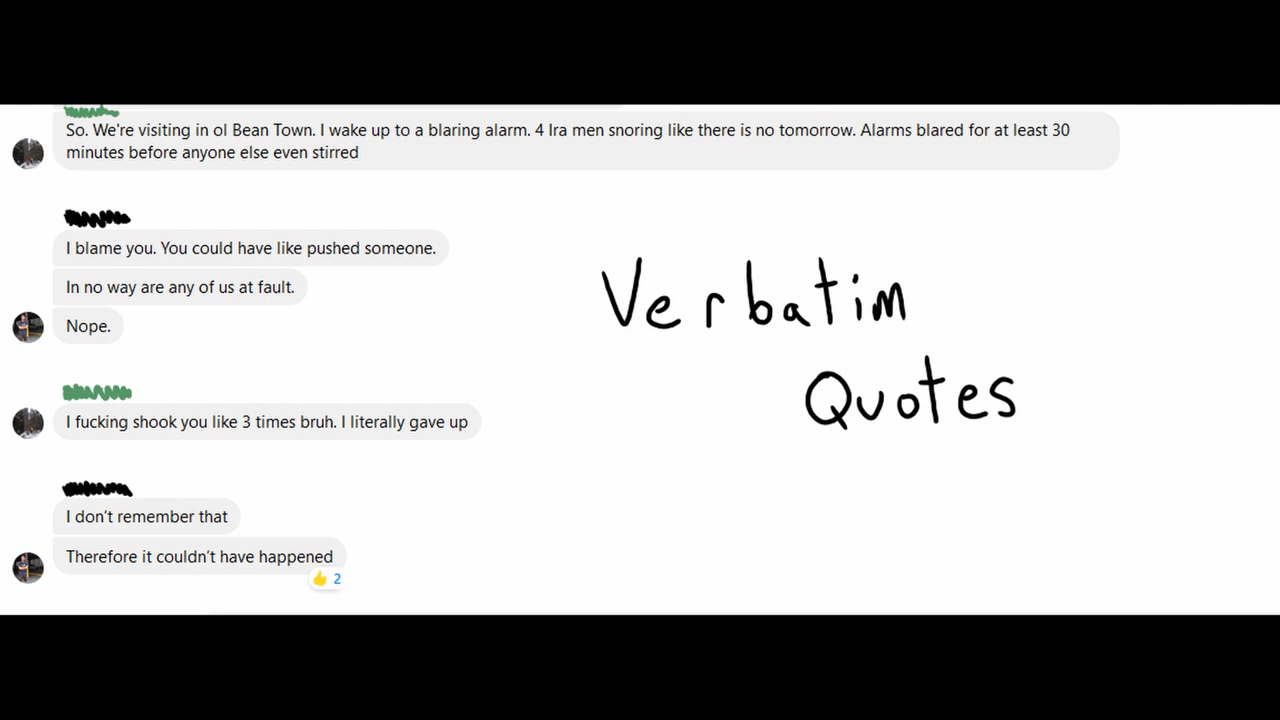 So. We're visiting in ol Bean Town. I wake up to a blaring alarm. 4 Ira men snoring like there is no tomorrow. Alarms blared for at least 30
minutes before anyone else even stirred
I blame you. You could have like pushed someone.
In no way are any of us at fault.
Nope.
Verbatim
Quotes
I fucking shook you like 3 times bruh. I literally gave up
I don't remember that
Therefore it couldn't have happened
2